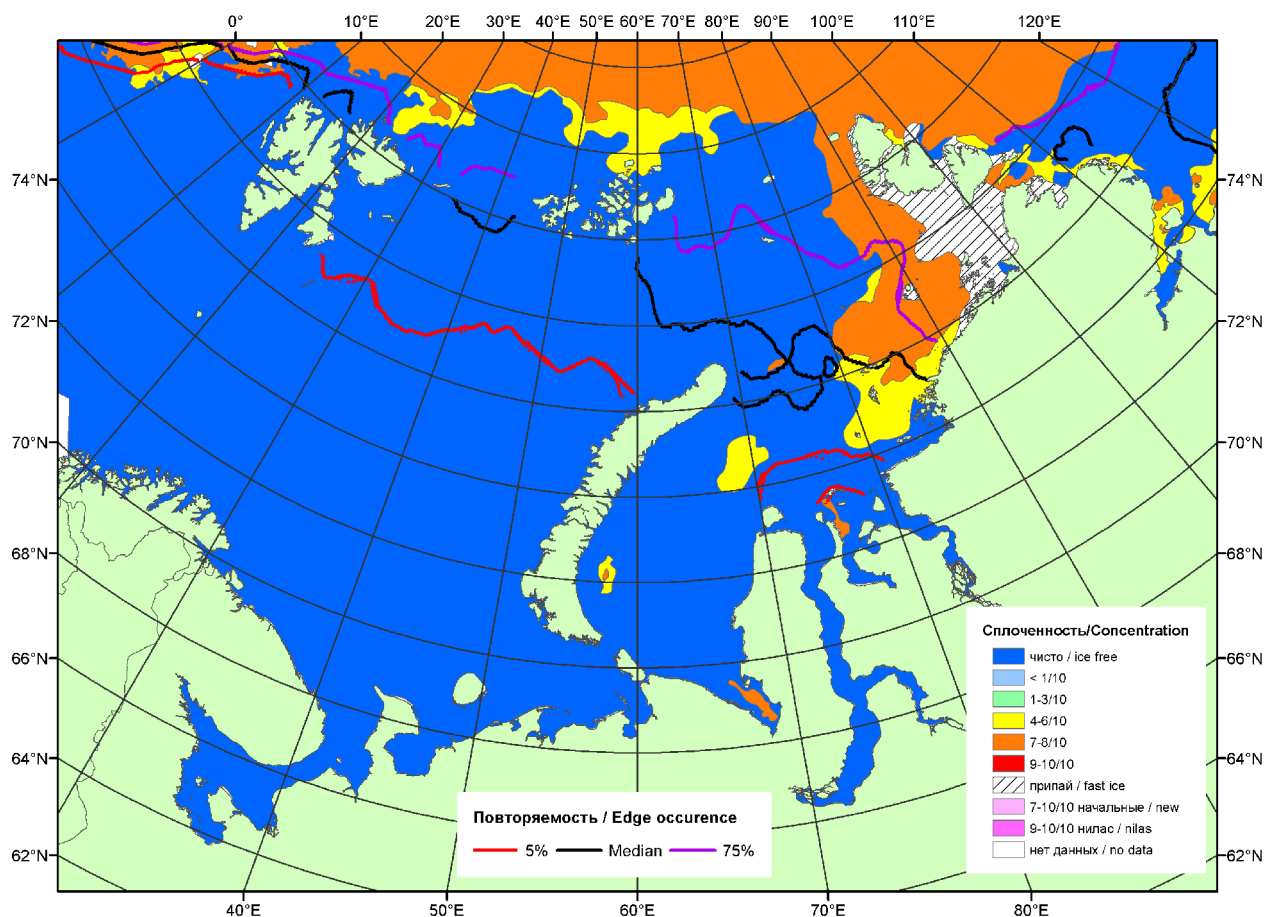 0° 10°E 20°E 30°E 40°E 50°E 60°E 70°E 80°E 90°E 100°E 110°E 120°E
74°N 74°N
72°N 72°N
70°N 70°N
68°N 68°N
66°N 66°N
64°N 64°N
62°N 62°N
40°E 50°E 60°E 70°E 80°E
Сплоченность/Concentration
чисто / ice free
< 1/10
1-3/10
4-6/10
7-8/10
9-10/10
припай / fast ice
7-10/10 начальные / new
9-10/10 нилас / nilas
нет данных / no data
Повторяемость / Edge occurence
5% Median 75%